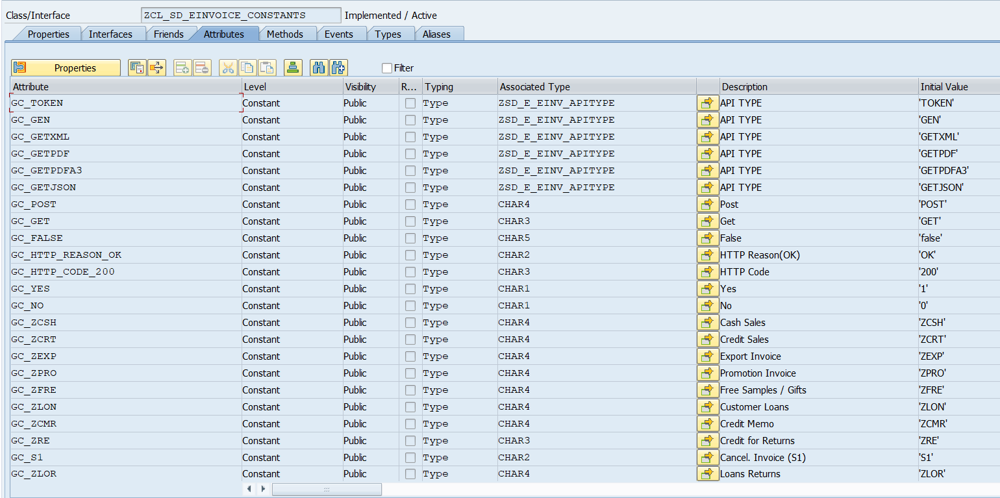 Class/Interface ZCL_SD_EINVOICE_CONSTANTS Implemented / Active
Properties Interfaces Friends Attributes Methods Events Types Aliases
Properties Filter
Attribute Level Visibility R... Typing Associated Type Description Initial Value
GC_TOKEN Constant Public Type ZSD_E_EINV_APITYPE API TYPE 'TOKEN'
GC_GEN Constant Public Type ZSD_E_EINV_APITYPE API TYPE 'GEN'
GC_GETXML Constant Public Type ZSD_E_EINV_APITYPE API TYPE 'GETXML'
GC_GETPDF Constant Public Type ZSD_E_EINV_APITYPE API TYPE 'GETPDF'
GC_GETPDFA3 Constant Public Type ZSD_E_EINV_APITYPE API TYPE 'GETPDFA3'
GC_GETJSON Constant Public Type ZSD_E_EINV_APITYPE API TYPE 'GETJSON'
GC_POST Constant Public Type CHAR4 Post 'POST'
GC_GET Constant Public Type CHAR3 Get 'GET'
GC_FALSE Constant Public Type CHAR5 False 'false'
GC_HTTP_REASON_OK Constant Public Type CHAR2 HTTP Reason(OK) 'OK'
GC_HTTP_CODE_200 Constant Public Type CHAR3 HTTP Code '200'
GC_YES Constant Public Type CHAR1 Yes '1'
GC_NO Constant Public Type CHAR1 No '0'
GC_ZCSH Constant Public Type CHAR4 Cash Sales 'ZCSH'
GC_ZCRT Constant Public Type CHAR4 Credit Sales 'ZCRT'
GC_ZEXP Constant Public Type CHAR4 Export Invoice 'ZEXP'
GC_ZPRO Constant Public Type CHAR4 Promotion Invoice 'ZPRO'
GC_ZFRE Constant Public Type CHAR4 Free Samples / Gifts 'ZFRE'
GC_ZLON Constant Public Type CHAR4 Customer Loans 'ZLON'
GC_ZCMR Constant Public Type CHAR4 Credit Memo 'ZCMR'
GC_ZRE Constant Public Type CHAR3 Credit for Returns 'ZRE'
GC_S1 Constant Public Type CHAR2 Cancel. Invoice (S1) 'S1'
GC_ZLOR Constant Public Type CHAR4 Loans Returns 'ZLOR'